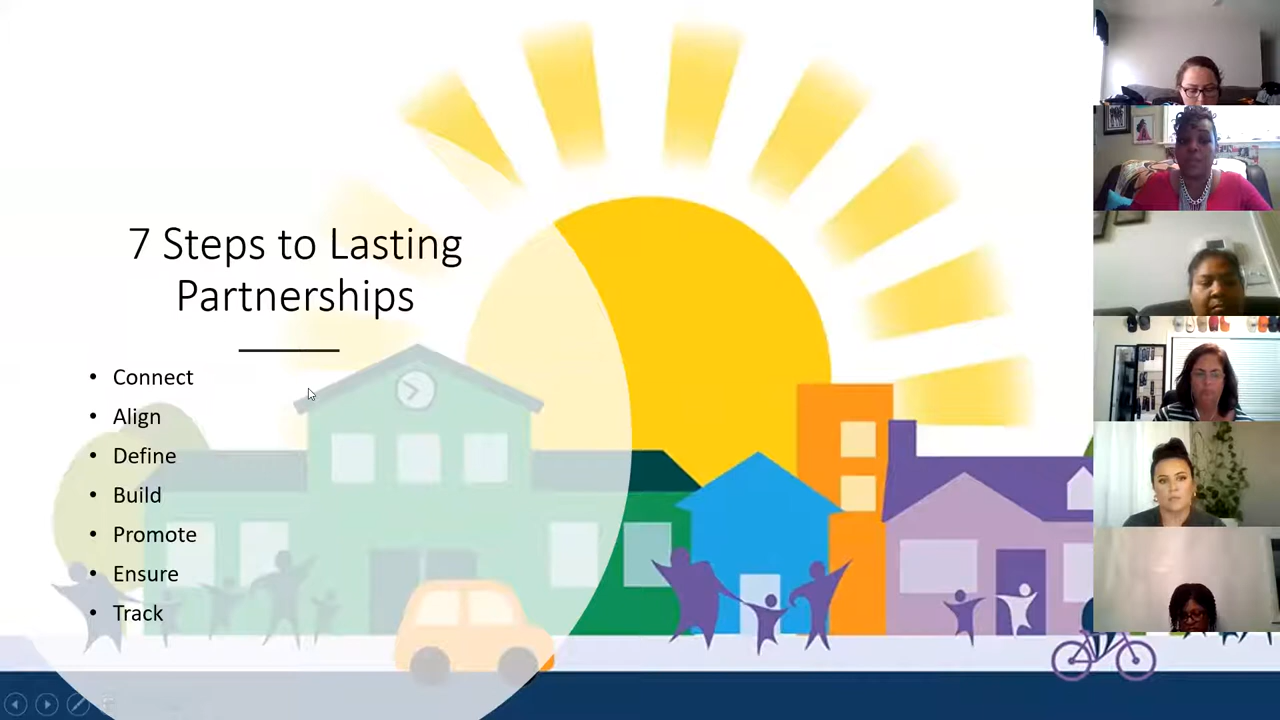 7 Steps to Lasting
Partnerships
• Connect
• Align
• Define
• Build
• Promote
• Ensure
• Track